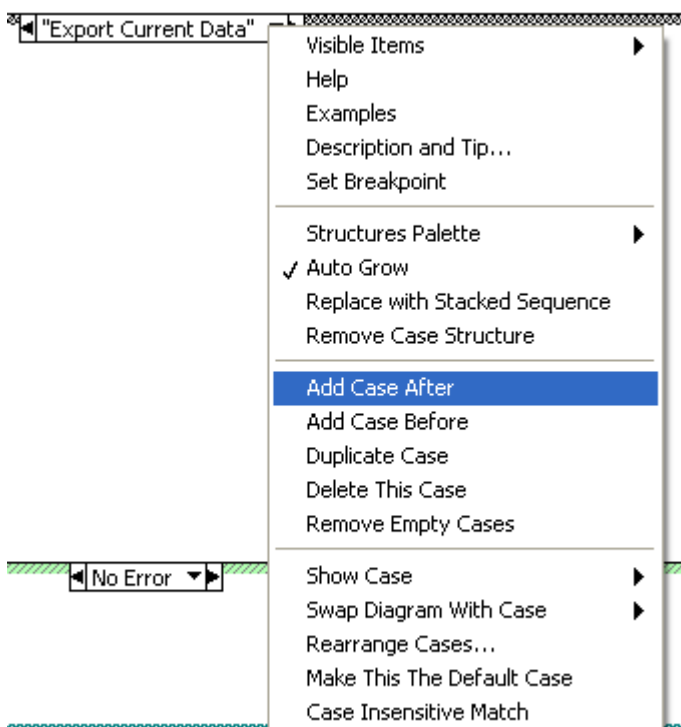 "Export Current Data"
Visible Items
Help
Examples
Description and Tip...
Set Breakpoint
Structures Palette
Auto Grow
Replace with Stacked Sequence
Remove Case Structure
Add Case After
Add Case Before
Duplicate Case
Delete This Case
Remove Empty Cases
No Error
Show Case
Swap Diagram With Case
Rearrange Cases...
Make This The Default Case
Case Insensitive Match